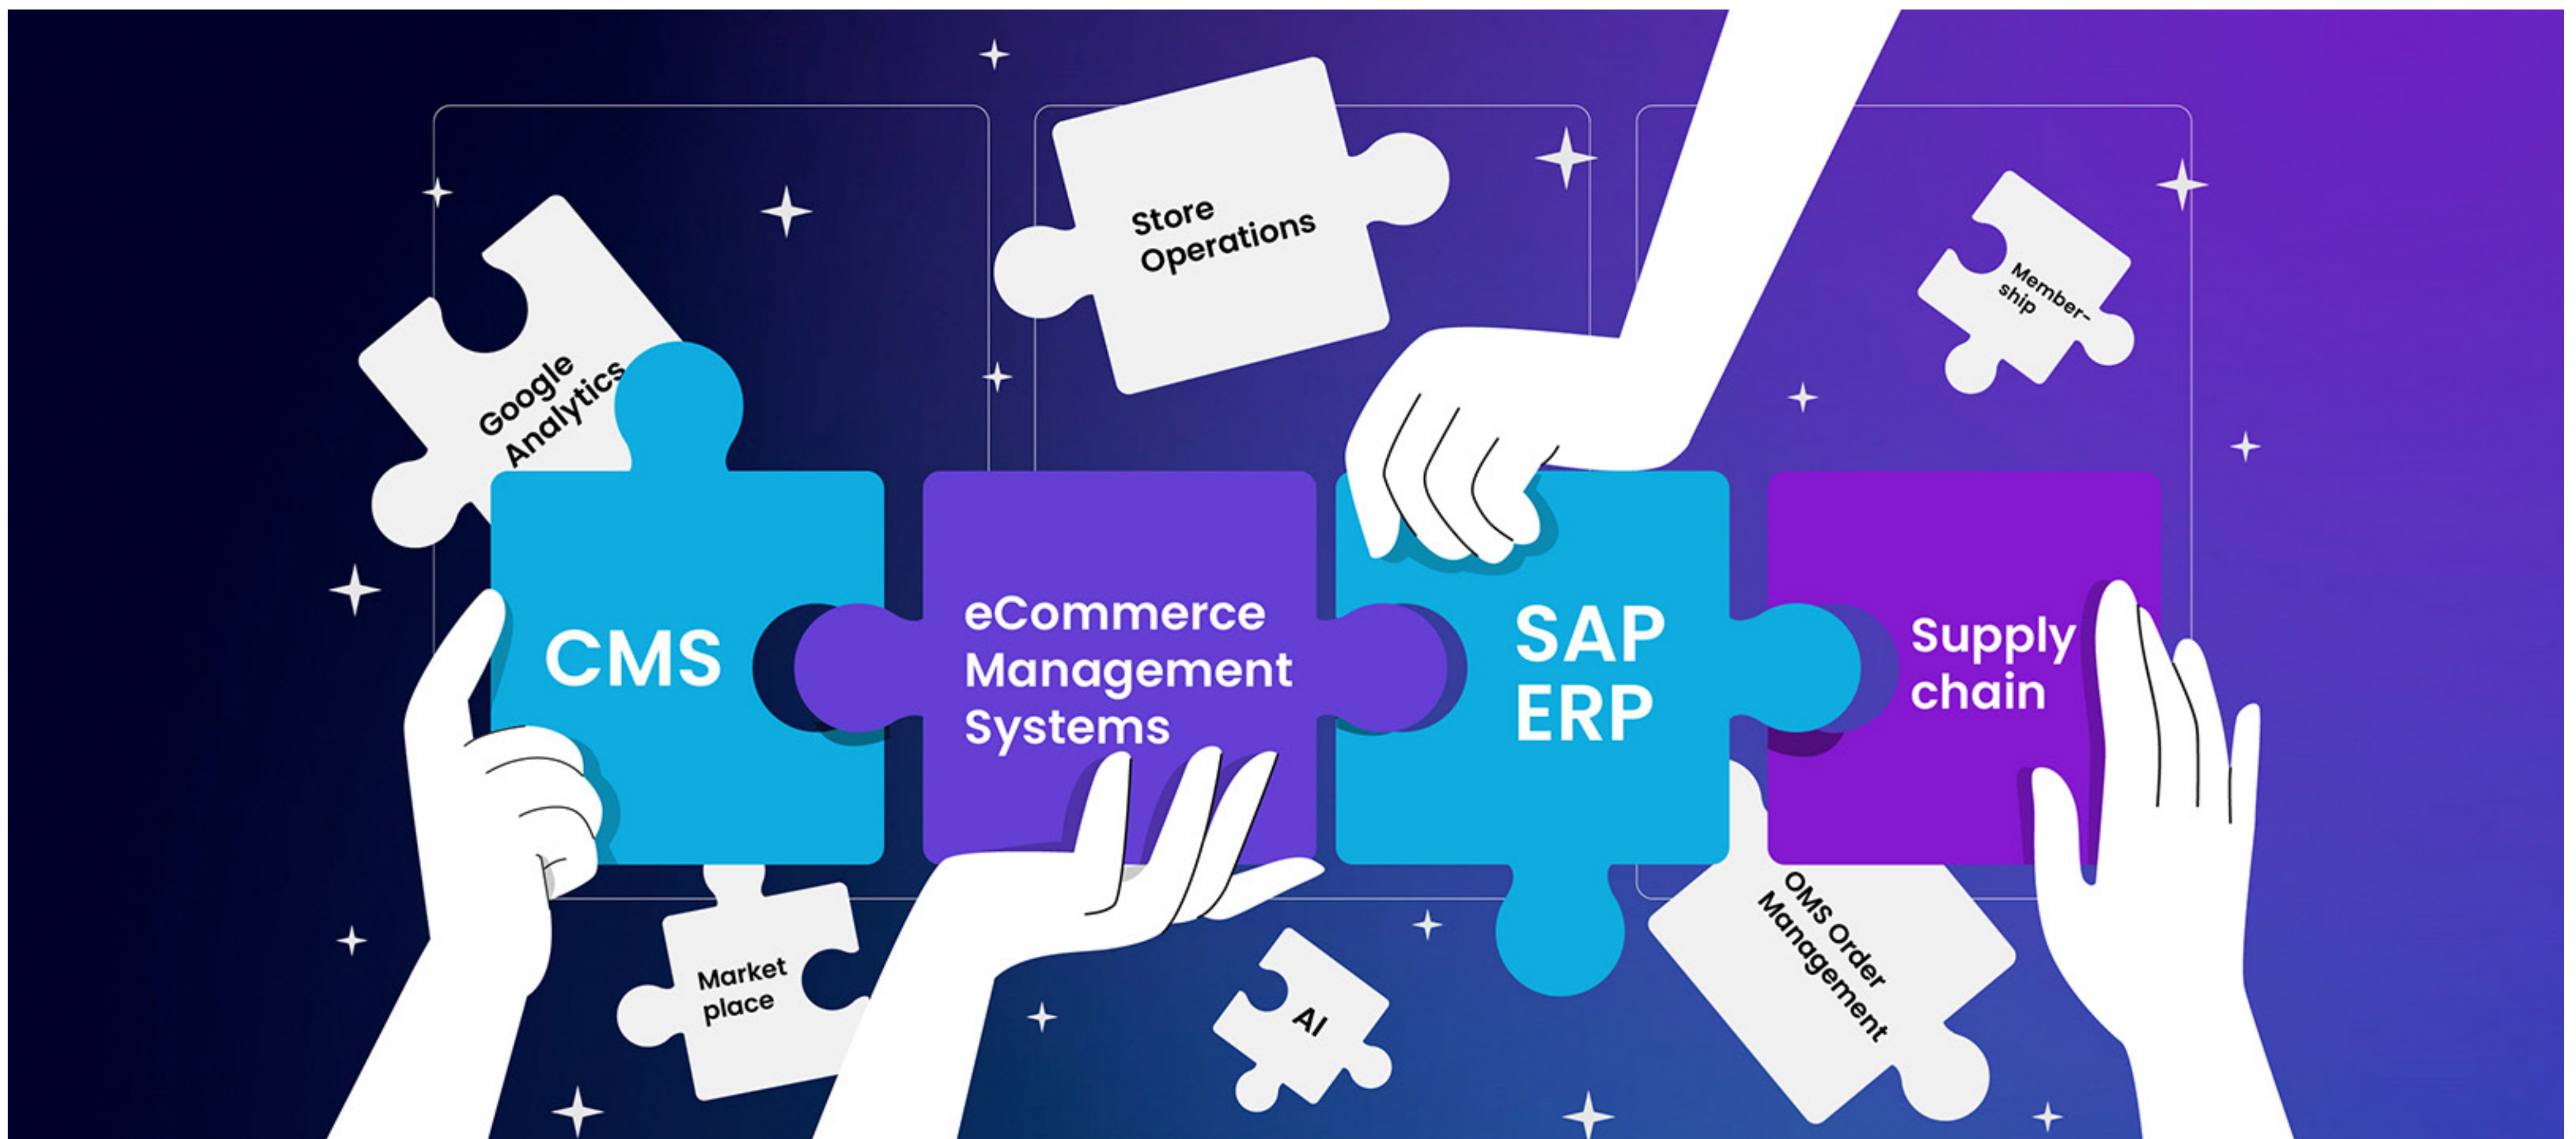 Store
Operations
Member-
ship
Google
Analytics
CMS
eCommerce
Management
Systems
SAP
ERP
Supply
chain
Market
place
AI
OMS Order
Management